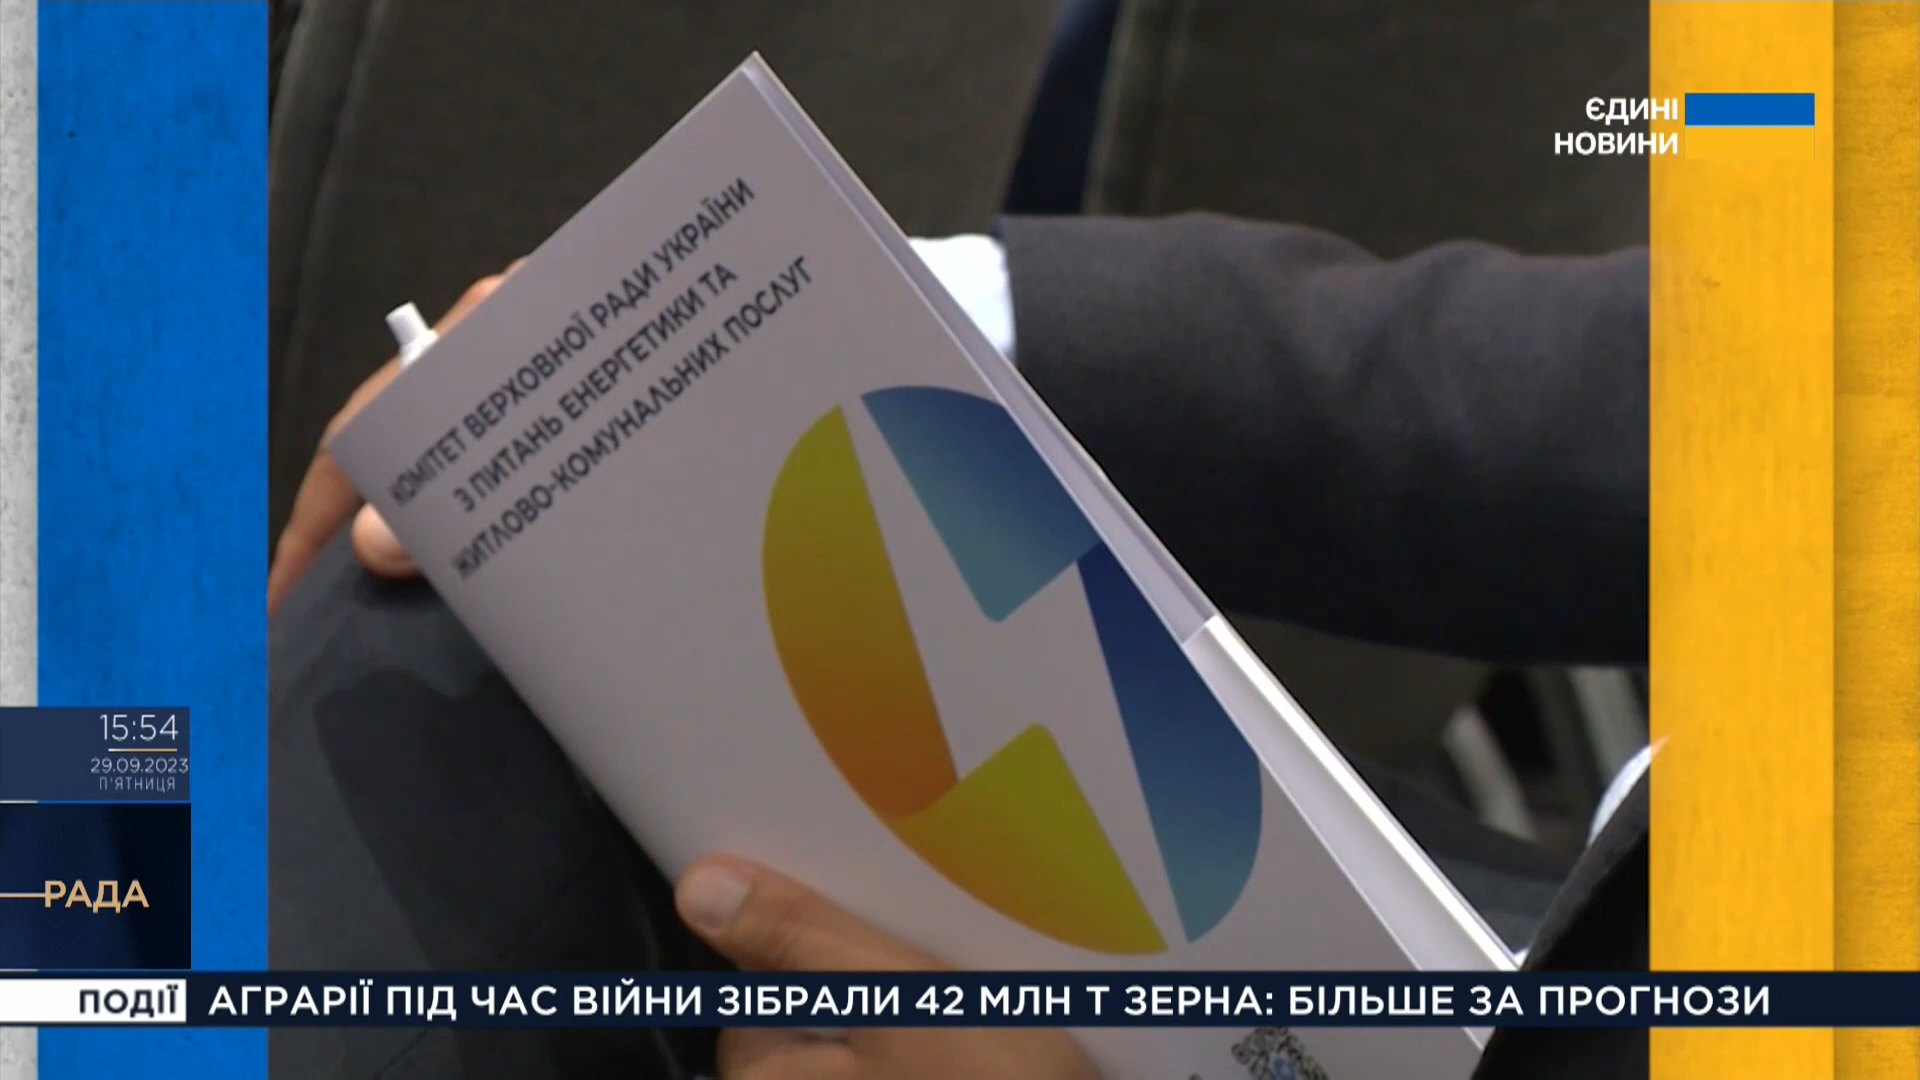 ЄДИНІ
НОВИНИ
КОМІТЕТ ВЕРХОВНОЇ РАДИ УКРАЇНИ
З ПИТАНЬ ЕНЕРГЕТИКИ ТА
ЖИТЛОВО-КОМУНАЛЬНИХ ПОСЛУГ
15:54
29.09.2023
П'ЯТНИЦЯ
РАДА
ПОДІЇ АГРАРІЇ ПІД ЧАС ВІЙНИ ЗІБРАЛИ 42 МЛН Т ЗЕРНА: БІЛЬШЕ ЗА ПРОГНОЗИ